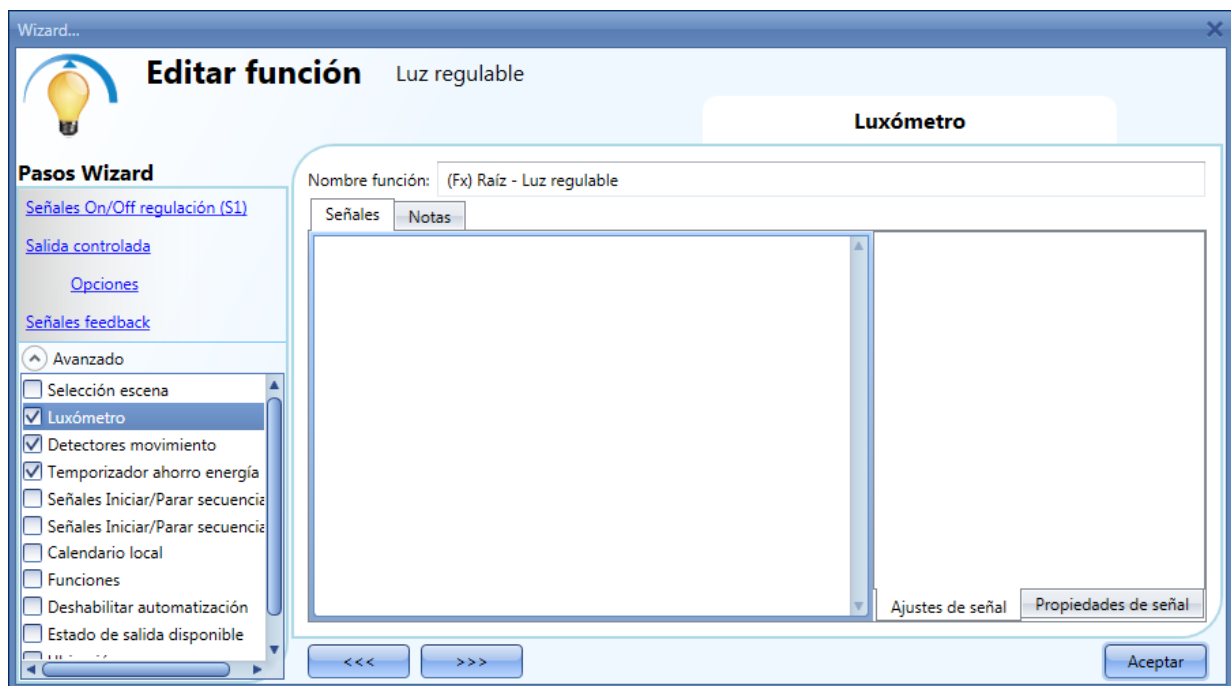 Wizard...
Editar función Luz regulable
Luxómetro
Pasos Wizard
Señales On/Off regulación (S1)
Salida controlada
Opciones
Señales feedback
Avanzado
Selección escena
Luxómetro
Detectores movimiento
Temporizador ahorro energía
Señales Iniciar/Parar secuencia
Señales Iniciar/Parar secuencia
Calendario local
Funciones
Deshabilitar automatización
Estado de salida disponible
Nombre función: (Fx) Raíz - Luz regulable
Señales Notas
Ajustes de señal Propiedades de señal
<<< >>> Aceptar